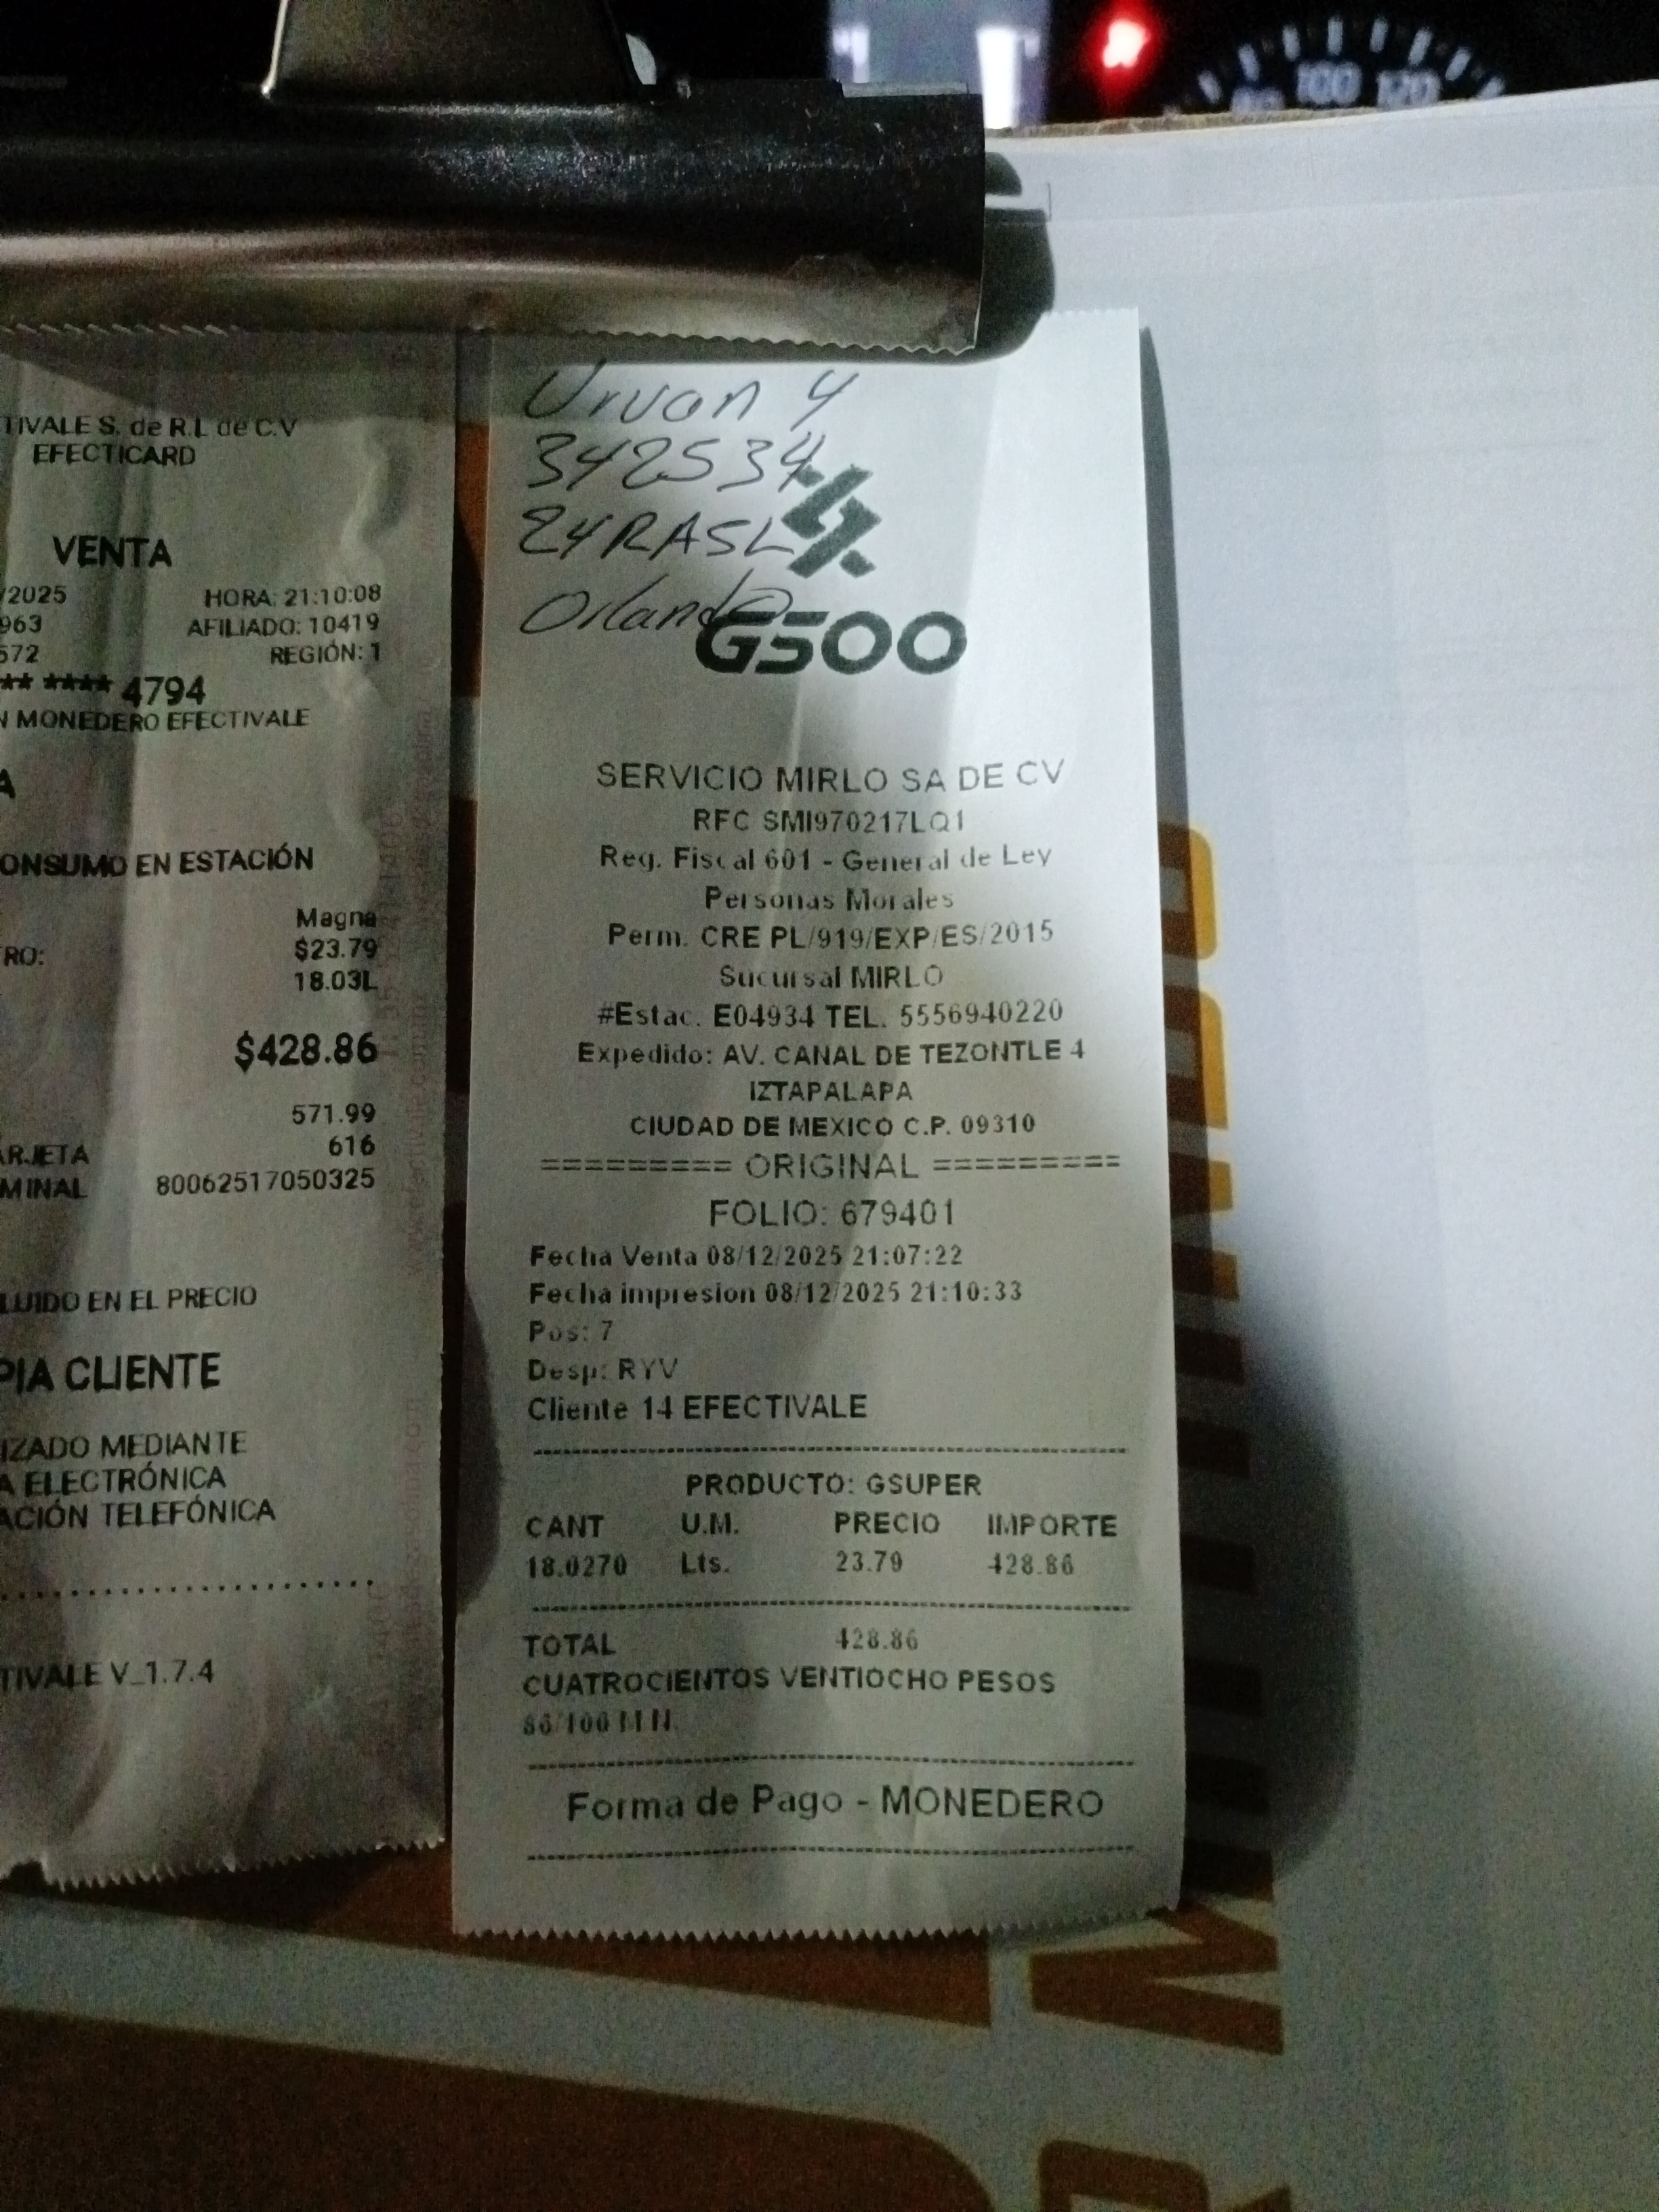 80 100 120
TIVALE S. de R.L de C.V
EFECTICARD
VENTA
/2025 HORA: 21:10:08
963 AFILIADO: 10419
572 REGIÓN: 1
** **** 4794
N MONEDERO EFECTIVALE
A
ONSUMO EN ESTACIÓN
Magna
RO: $23.79
18.03L
$428.86
571.99
ARJETA 616
MINAL 80062517050325
LUIDO EN EL PRECIO
PIA CLIENTE
IZADO MEDIANTE
A ELECTRÓNICA
ACIÓN TELEFÓNICA
TIVALE V_1.7.4
Urvan 4
342534
24RASL
Orlando
G500
SERVICIO MIRLO SA DE CV
RFC SMI970217LQ1
Reg. Fiscal 601 - General de Ley
Personas Morales
Perm. CRE PL/919/EXP/ES/2015
Sucursal MIRLO
#Estac. E04934 TEL. 5556940220
Expedido: AV. CANAL DE TEZONTLE 4
IZTAPALAPA
CIUDAD DE MEXICO C.P. 09310
========= ORIGINAL =========
FOLIO: 679401
Fecha Venta 08/12/2025 21:07:22
Fecha impresion 08/12/2025 21:10:33
Pos: 7
Desp: RYV
Cliente 14 EFECTIVALE
PRODUCTO: GSUPER
CANT U.M. PRECIO IMPORTE
18.0270 Lts. 23.79 428.86
TOTAL 428.86
CUATROCIENTOS VENTIOCHO PESOS
86/100 M.N.
Forma de Pago - MONEDERO